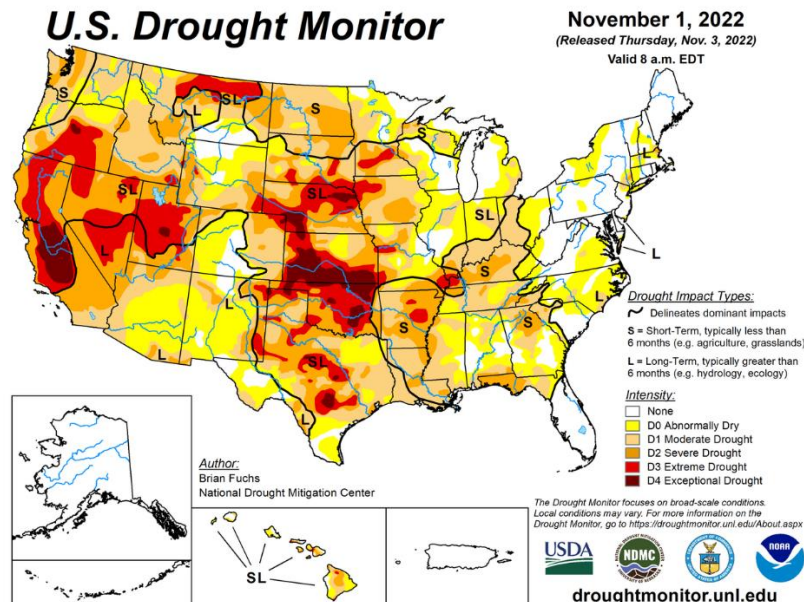 U.S. Drought Monitor
November 1, 2022
(Released Thursday, Nov. 3, 2022)
Valid 8 a.m. EDT
S
L
SL
S
S
L
SL
SL
SL
S
L
L
L
S
S
L
S
L
L
SL
L
Drought Impact Types:
Delineates dominant impacts
S = Short-Term, typically less than
6 months (e.g. agriculture, grasslands)
L = Long-Term, typically greater than
6 months (e.g. hydrology, ecology)
Intensity:
None
D0 Abnormally Dry
D1 Moderate Drought
D2 Severe Drought
D3 Extreme Drought
D4 Exceptional Drought
Author:
Brian Fuchs
National Drought Mitigation Center
SL
The Drought Monitor focuses on broad-scale conditions.
Local conditions may vary. For more information on the
Drought Monitor, go to https://droughtmonitor.unl.edu/About.aspx
USDA
NDMC
NOAA
droughtmonitor.unl.edu